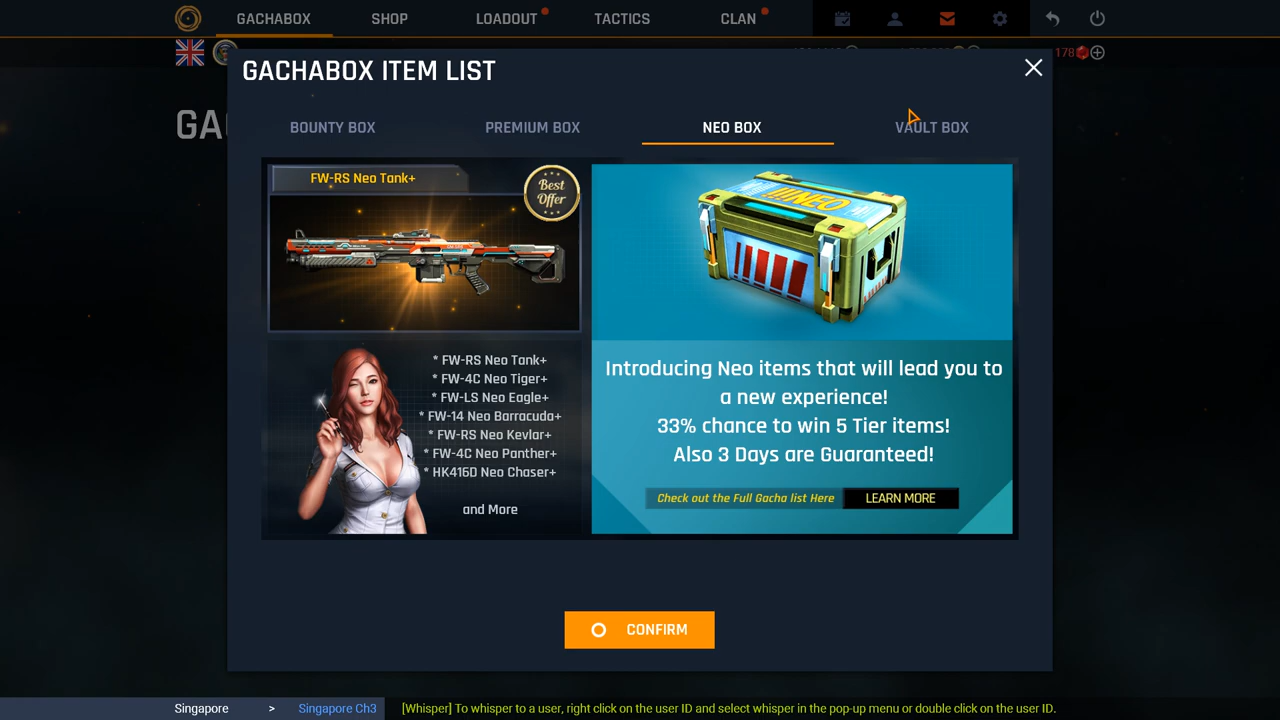 GACHABOX SHOP LOADOUT TACTICS CLAN
178
GA
GACHABOX ITEM LIST
BOUNTY BOX PREMIUM BOX NEO BOX VAULT BOX
FW-RS Neo Tank+
Best
Offer
NEO
* FW-RS Neo Tank+
* FW-4C Neo Tiger+
* FW-LS Neo Eagle+
* FW-14 Neo Barracuda+
* FW-RS Neo Kevlar+
* FW-4C Neo Panther+
* HK416D Neo Chaser+
and More
Introducing Neo items that will lead you to
a new experience!
33% chance to win 5 Tier items!
Also 3 Days are Guaranteed!
Check out the Full Gacha list Here LEARN MORE
CONFIRM
Singapore > Singapore Ch3 [Whisper] To whisper to a user, right click on the user ID and select whisper in the pop-up menu or double click on the user ID.